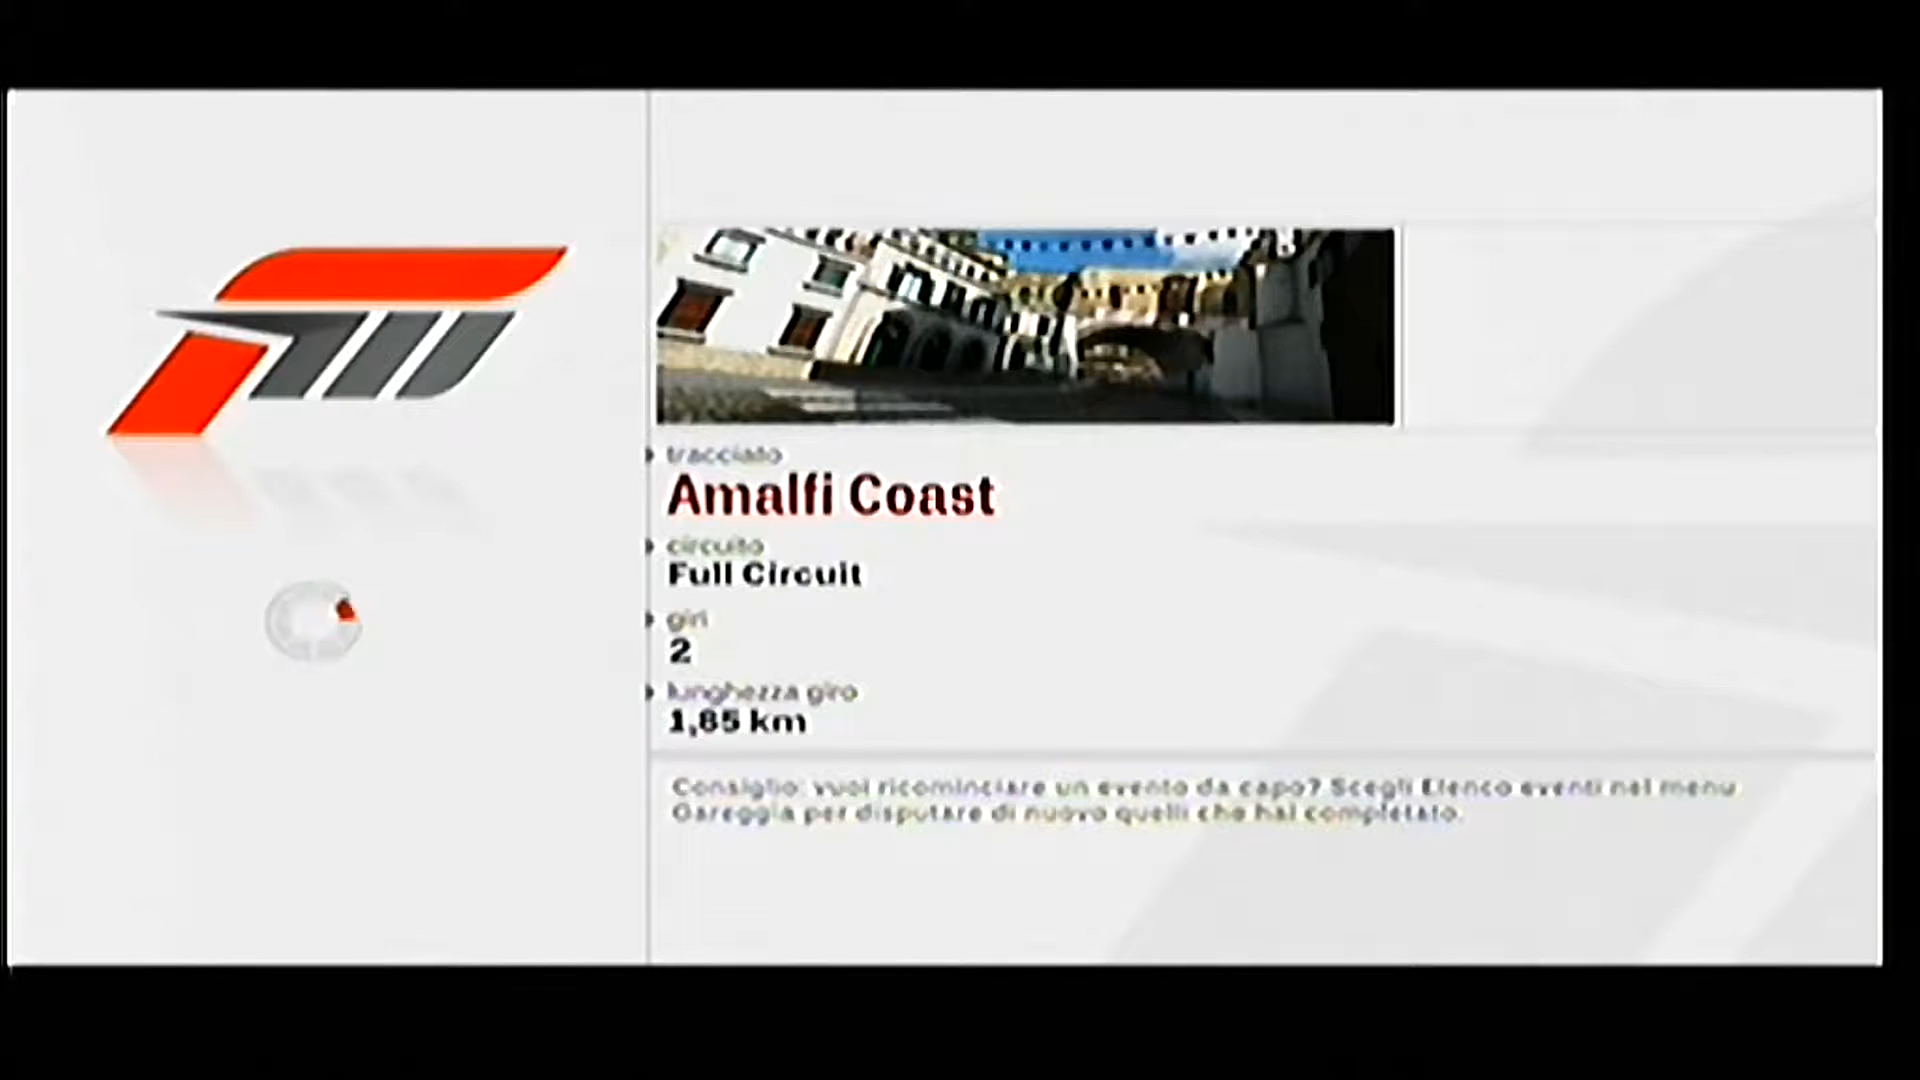 tracciato
Amalfi Coast
circuito
Full Circuit
giri
2
lunghezza giro
1,85 km
Consiglio: vuoi ricominciare un evento da capo? Scegli Elenco eventi nel menu
Gareggia per disputare di nuovo quelli che hai completato.